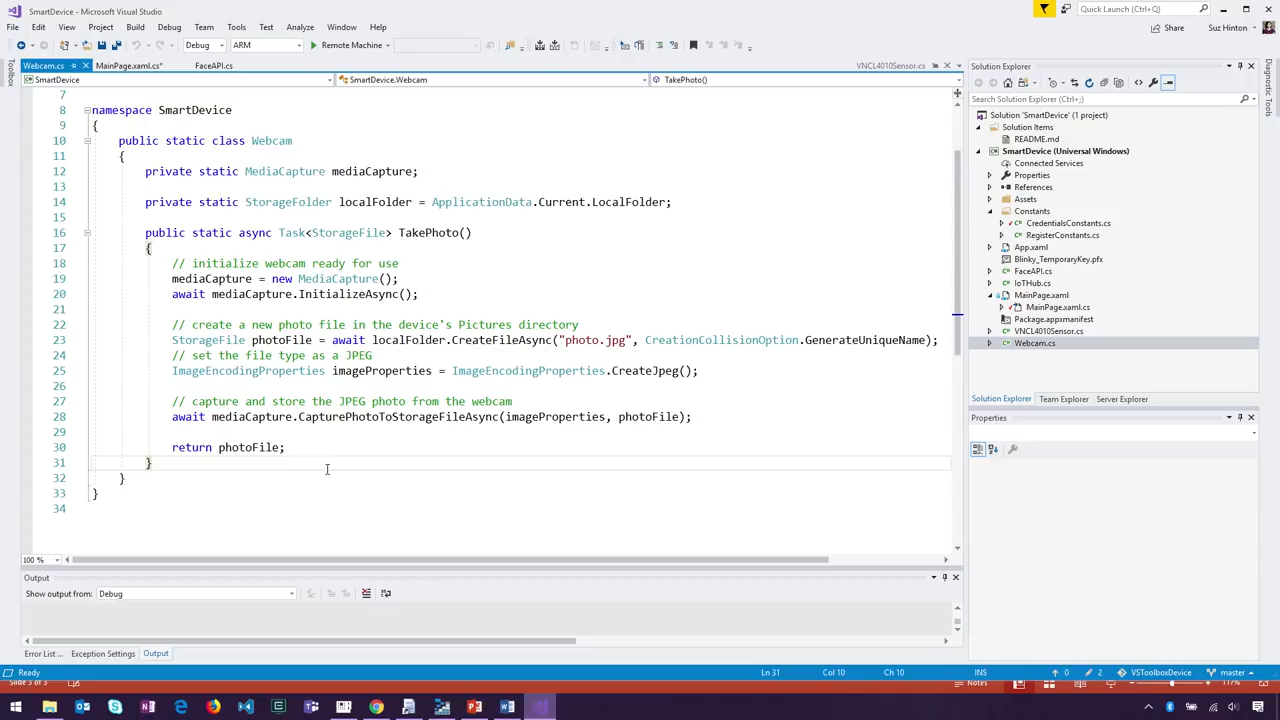 SmartDevice - Microsoft Visual Studio
Quick Launch (Ctrl+Q)
File Edit View Project Build Debug Team Tools Test Analyze Window Help
Share Suz Hinton
Debug ARM Remote Machine
Webcam.cs MainPage.xaml.cs* FaceAPI.cs VNCL4010Sensor.cs
SmartDevice SmartDevice.Webcam TakePhoto()
Toolbox
7
8 namespace SmartDevice
9 {
10 public static class Webcam
11 {
12 private static MediaCapture mediaCapture;
13
14 private static StorageFolder localFolder = ApplicationData.Current.LocalFolder;
15
16 public static async Task<StorageFile> TakePhoto()
17 {
18 // initialize webcam ready for use
19 mediaCapture = new MediaCapture();
20 await mediaCapture.InitializeAsync();
21
22 // create a new photo file in the device's Pictures directory
23 StorageFile photoFile = await localFolder.CreateFileAsync("photo.jpg", CreationCollisionOption.GenerateUniqueName);
24 // set the file type as a JPEG
25 ImageEncodingProperties imageProperties = ImageEncodingProperties.CreateJpeg();
26
27 // capture and store the JPEG photo from the webcam
28 await mediaCapture.CapturePhotoToStorageFileAsync(imageProperties, photoFile);
29
30 return photoFile;
31 }
32 }
33 }
34
100 %
Output
Show output from: Debug
Error List ... Exception Settings Output
Solution Explorer
Search Solution Explorer (Ctrl+;)
Solution 'SmartDevice' (1 project)
Solution Items
README.md
SmartDevice (Universal Windows)
Connected Services
Properties
References
Assets
Constants
CredentialsConstants.cs
RegisterConstants.cs
App.xaml
Blinky_TemporaryKey.pfx
FaceAPI.cs
IoTHub.cs
MainPage.xaml
MainPage.xaml.cs
Package.appxmanifest
VNCL4010Sensor.cs
Webcam.cs
Solution Explorer Team Explorer Server Explorer
Properties
Diagnostic Tools
Ready Ln 31 Col 10 Ch 10 INS 0 2 VSToolboxDevice master
Slide 3 of 3 Notes 117%